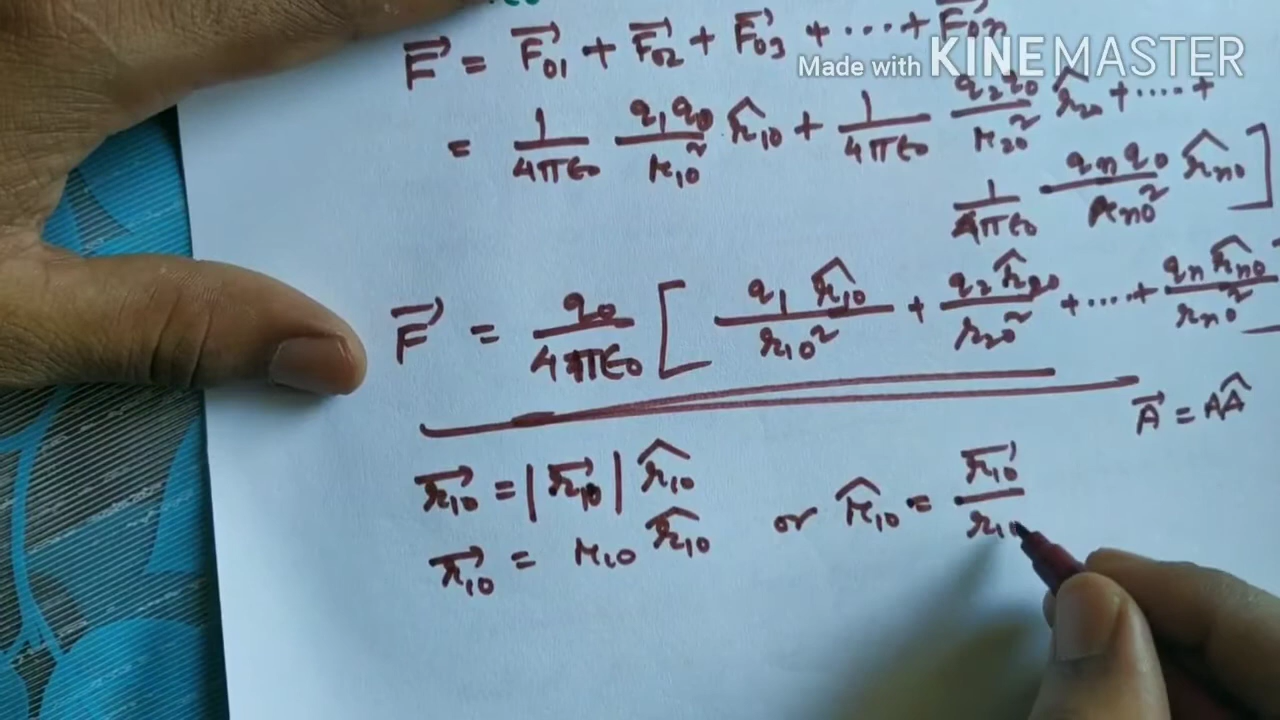 F⃗ = F⃗₀₁ + F⃗₀₂ + F⃗₀₃ + ····· + F⃗₀ₙ
Made with KINEMASTER
= 1/4πε₀ q₁q₀/r₁₀² r̂₁₀ + 1/4πε₀ q₂q₀/r₂₀² r̂₂₀ + ····· +
1/4πε₀ qₙq₀/rₙ₀² r̂ₙ₀ ]
F⃗ = q₀/4πε₀ [ q₁ r̂₁₀/r₁₀² + q₂ r̂₂₀/r₂₀² + ····· + qₙ r̂ₙ₀/rₙ₀²
A⃗ = AÂ
r⃗₁₀ = |r⃗₁₀| r̂₁₀
or r̂₁₀ = r⃗₁₀/r₁₀
r⃗₁₀ = r₁₀ r̂₁₀